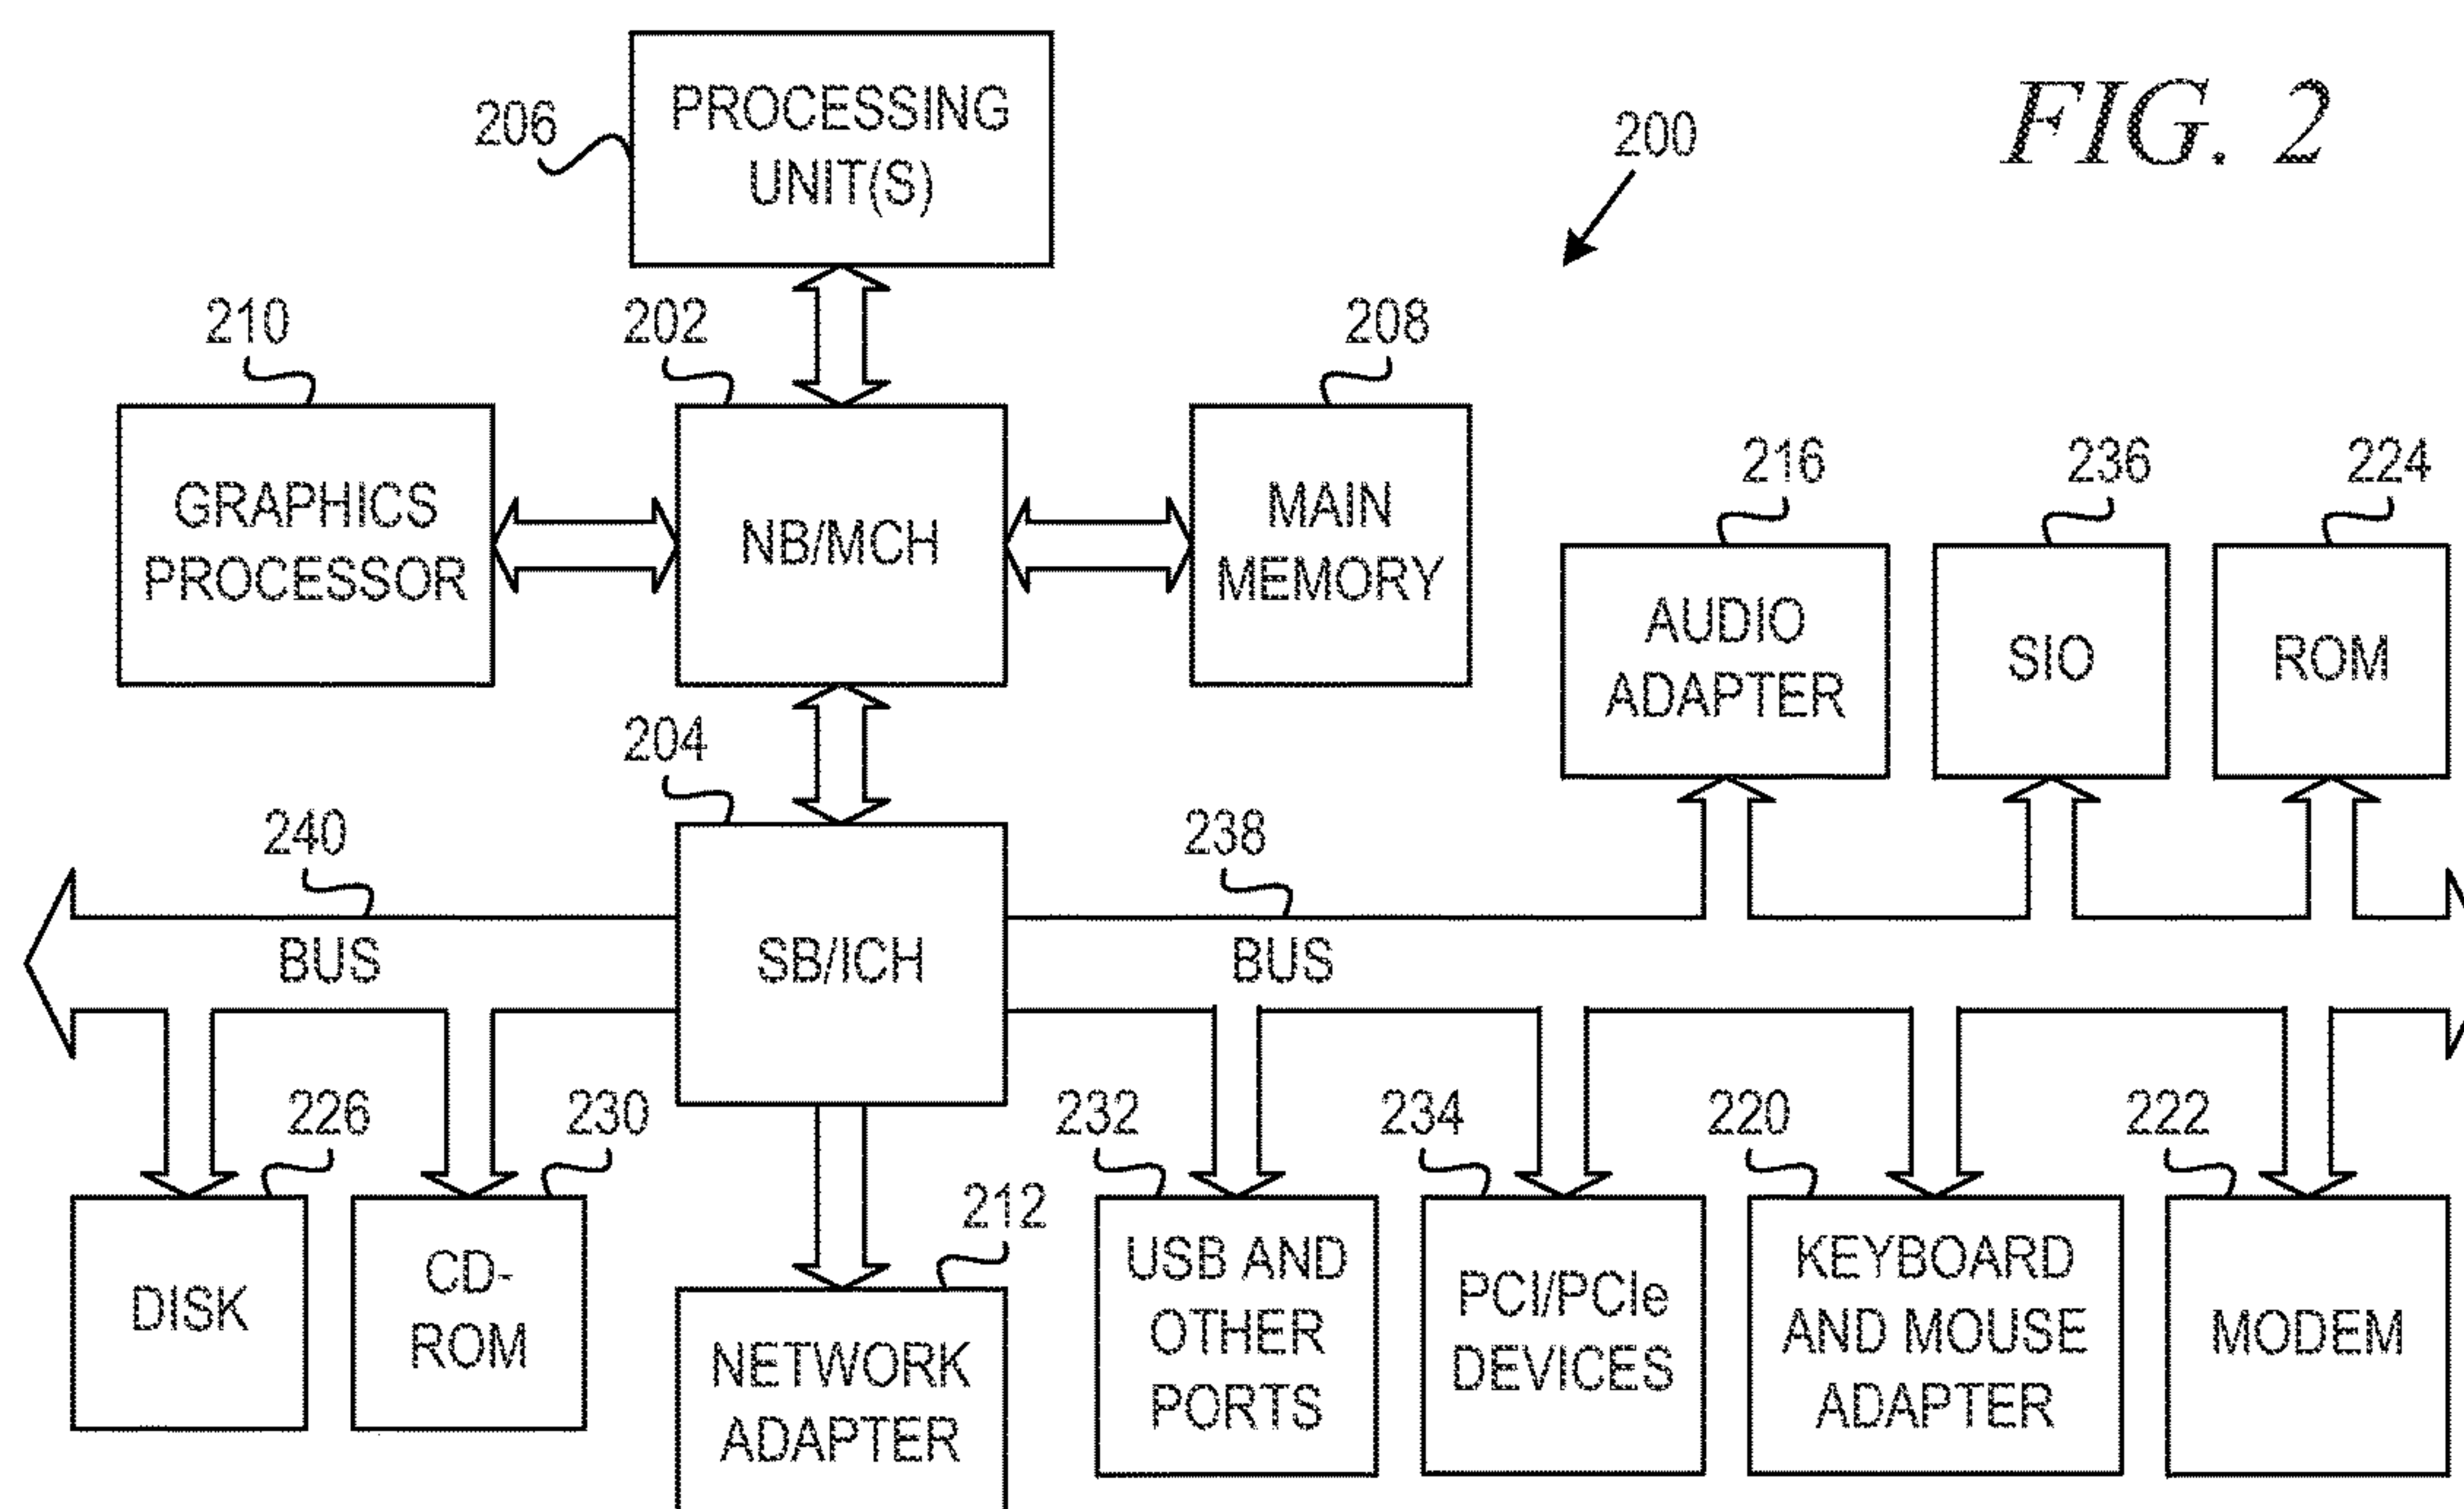 FIG. 2
200
206
PROCESSING
UNIT(S)
210
202
208
GRAPHICS
PROCESSOR
NB/MCH
MAIN
MEMORY
216
236
224
AUDIO
ADAPTER
SIO
ROM
204
240
238
BUS
SB/ICH
BUS
226
230
212
232
234
220
222
DISK
CD-
ROM
NETWORK
ADAPTER
USB AND
OTHER
PORTS
PCI/PCIe
DEVICES
KEYBOARD
AND MOUSE
ADAPTER
MODEM